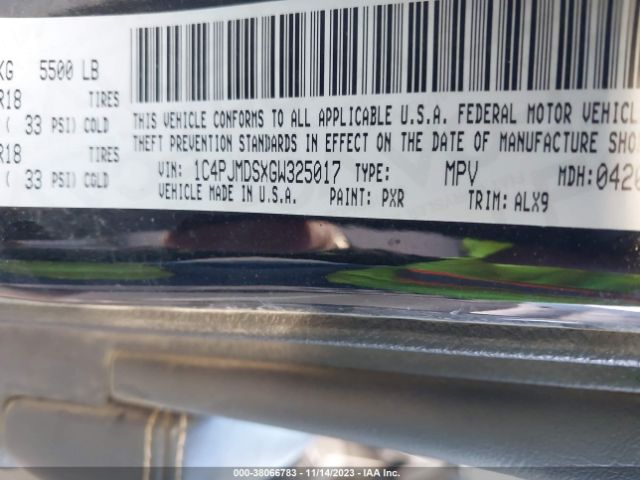 KG 5500 LB
R18 TIRES
( 33 PSI) COLD
R18 TIRES
( 33 PSI) COLD
THIS VEHICLE CONFORMS TO ALL APPLICABLE U.S.A. FEDERAL MOTOR VEHICL
THEFT PREVENTION STANDARDS IN EFFECT ON THE DATE OF MANUFACTURE SHO
VIN: 1C4PJMDSXGW325017 TYPE: MPV MDH:0420
VEHICLE MADE IN U.S.A. PAINT: PXR TRIM: ALX9
000-38066783 - 11/14/2023 - IAA Inc.